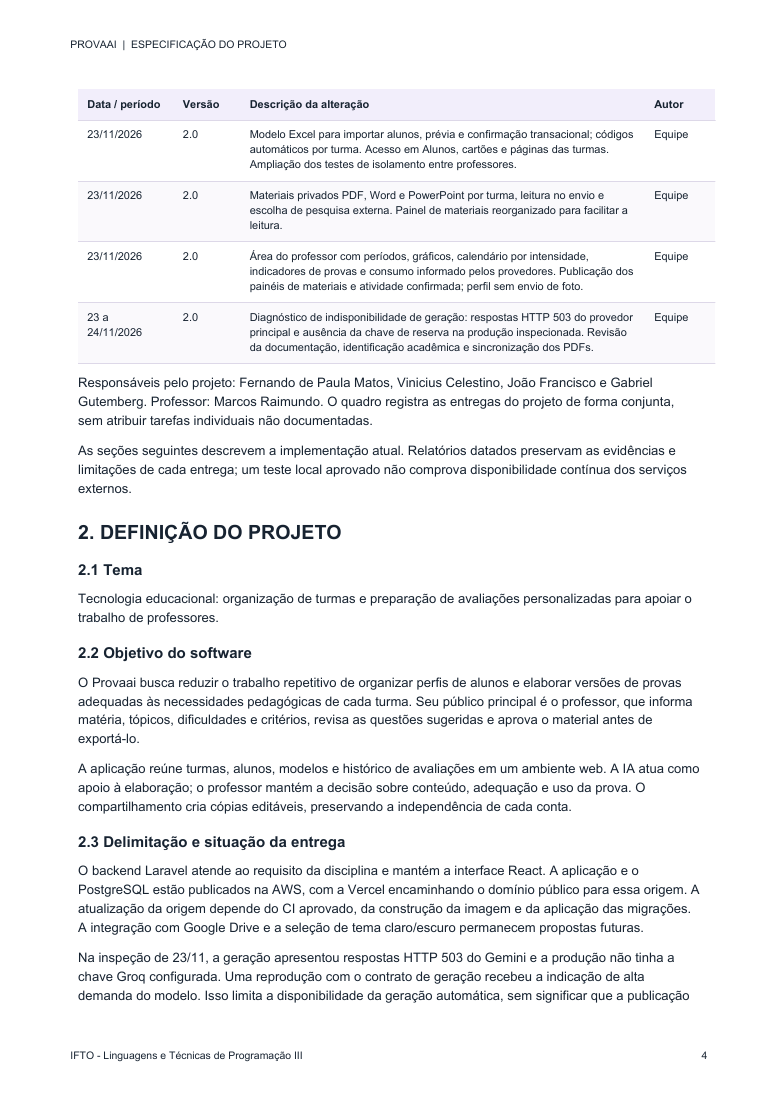 PROVAAI | ESPECIFICAÇÃO DO PROJETO
Data / período Versão Descrição da alteração Autor
23/11/2026 2.0 Modelo Excel para importar alunos, prévia e confirmação transacional; códigos Equipe
automáticos por turma. Acesso em Alunos, cartões e páginas das turmas.
Ampliação dos testes de isolamento entre professores.
23/11/2026 2.0 Materiais privados PDF, Word e PowerPoint por turma, leitura no envio e Equipe
escolha de pesquisa externa. Painel de materiais reorganizado para facilitar a
leitura.
23/11/2026 2.0 Área do professor com períodos, gráficos, calendário por intensidade, Equipe
indicadores de provas e consumo informado pelos provedores. Publicação dos
painéis de materiais e atividade confirmada; perfil sem envio de foto.
23 a 2.0 Diagnóstico de indisponibilidade de geração: respostas HTTP 503 do provedor Equipe
24/11/2026 principal e ausência da chave de reserva na produção inspecionada. Revisão
da documentação, identificação acadêmica e sincronização dos PDFs.
Responsáveis pelo projeto: Fernando de Paula Matos, Vinicius Celestino, João Francisco e Gabriel
Gutemberg. Professor: Marcos Raimundo. O quadro registra as entregas do projeto de forma conjunta,
sem atribuir tarefas individuais não documentadas.
As seções seguintes descrevem a implementação atual. Relatórios datados preservam as evidências e
limitações de cada entrega; um teste local aprovado não comprova disponibilidade contínua dos serviços
externos.
2. DEFINIÇÃO DO PROJETO
2.1 Tema
Tecnologia educacional: organização de turmas e preparação de avaliações personalizadas para apoiar o
trabalho de professores.
2.2 Objetivo do software
O Provaai busca reduzir o trabalho repetitivo de organizar perfis de alunos e elaborar versões de provas
adequadas às necessidades pedagógicas de cada turma. Seu público principal é o professor, que informa
matéria, tópicos, dificuldades e critérios, revisa as questões sugeridas e aprova o material antes de
exportá-lo.
A aplicação reúne turmas, alunos, modelos e histórico de avaliações em um ambiente web. A IA atua como
apoio à elaboração; o professor mantém a decisão sobre conteúdo, adequação e uso da prova. O
compartilhamento cria cópias editáveis, preservando a independência de cada conta.
2.3 Delimitação e situação da entrega
O backend Laravel atende ao requisito da disciplina e mantém a interface React. A aplicação e o
PostgreSQL estão publicados na AWS, com a Vercel encaminhando o domínio público para essa origem. A
atualização da origem depende do CI aprovado, da construção da imagem e da aplicação das migrações.
A integração com Google Drive e a seleção de tema claro/escuro permanecem propostas futuras.
Na inspeção de 23/11, a geração apresentou respostas HTTP 503 do Gemini e a produção não tinha a
chave Groq configurada. Uma reprodução com o contrato de geração recebeu a indicação de alta
demanda do modelo. Isso limita a disponibilidade da geração automática, sem significar que a publicação
IFTO - Linguagens e Técnicas de Programação III 4